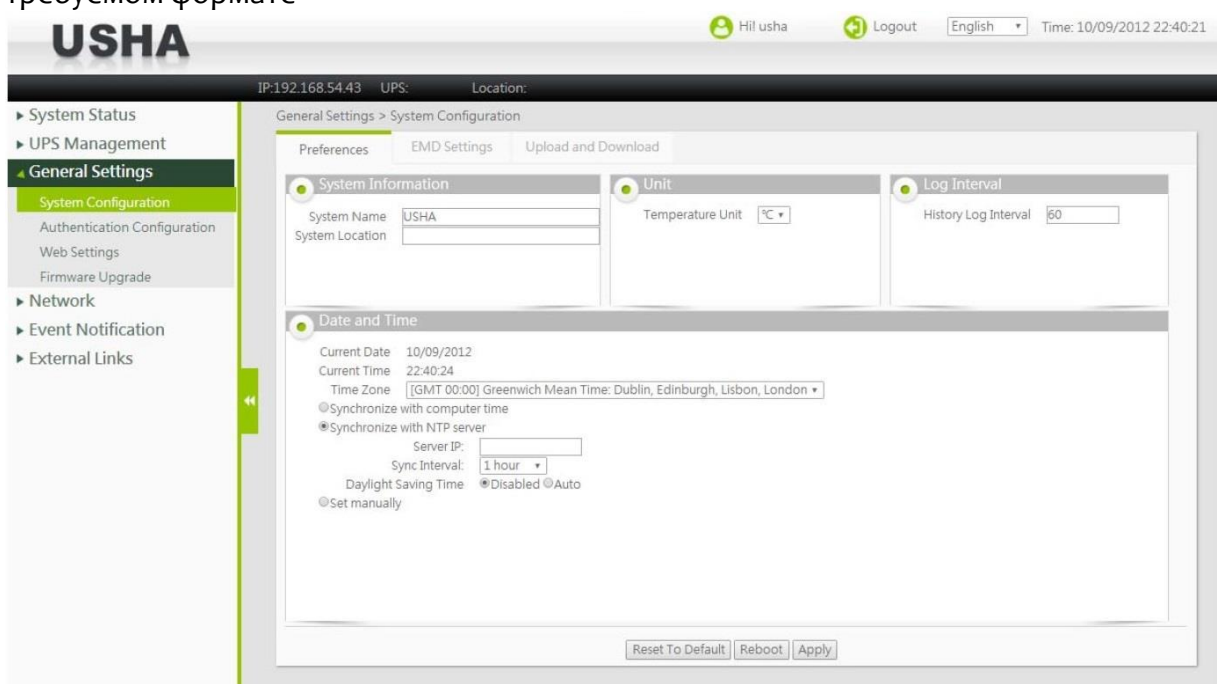 требуемом формате
USHA
Hi! usha Logout English Time: 10/09/2012 22:40:21
IP:192.168.54.43 UPS: Location:
System Status
UPS Management
General Settings
System Configuration
Authentication Configuration
Web Settings
Firmware Upgrade
Network
Event Notification
External Links
General Settings > System Configuration
Preferences EMD Settings Upload and Download
System Information
System Name USHA
System Location
Unit
Temperature Unit °C
Log Interval
History Log Interval 60
Date and Time
Current Date 10/09/2012
Current Time 22:40:24
Time Zone [GMT 00:00] Greenwich Mean Time: Dublin, Edinburgh, Lisbon, London
Synchronize with computer time
Synchronize with NTP server
Server IP:
Sync Interval: 1 hour
Daylight Saving Time Disabled Auto
Set manually
Reset To Default Reboot Apply